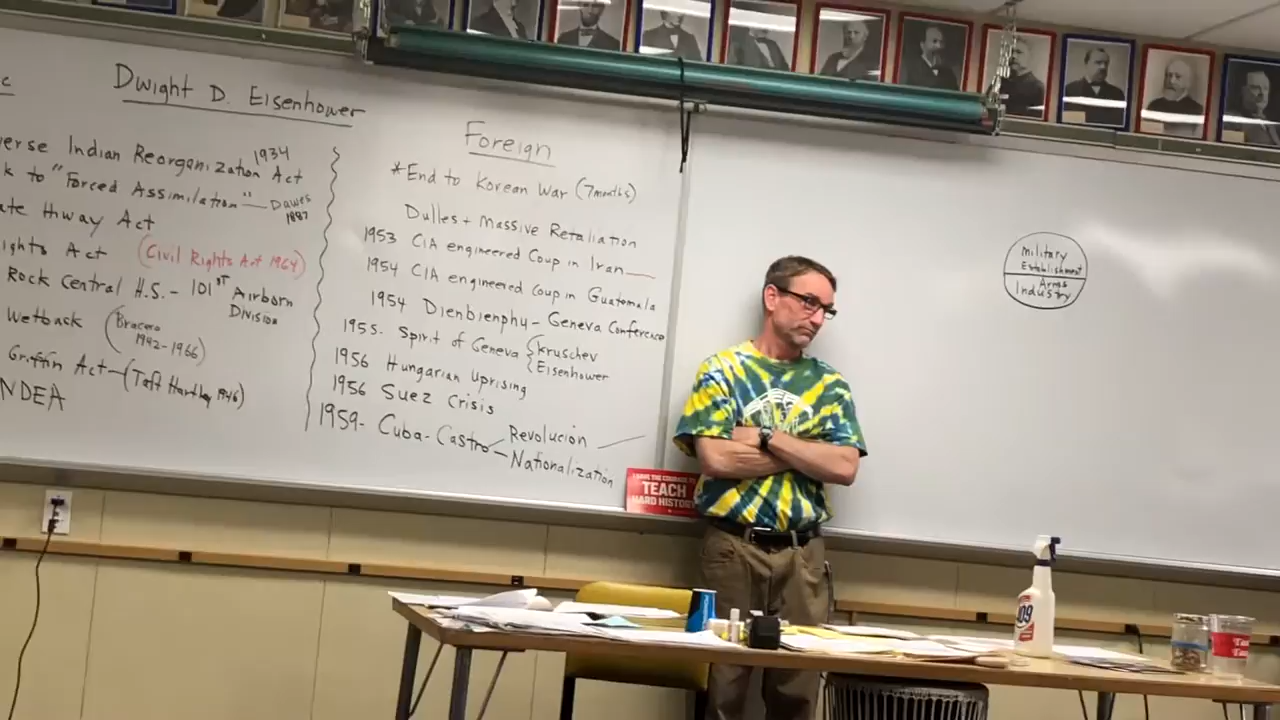 c
Dwight D. Eisenhower
erse Indian Reorganization Act
1934
k to "Forced Assimilation" — Dawes
1887
ate Hway Act
ights Act (Civil Rights Act 1964)
Rock Central H.S. - 101ST Airborn
Division
Wetback (Bracero
1942-1966)
Griffin Act - (Taft Hartley 1946)
NDEA
Foreign
*End to Korean War (7months)
Dulles + Massive Retaliation
1953 CIA engineered Coup in Iran
1954 CIA engineered Coup in Guatemala
1954 Dienbienphu - Geneva Conference
1955. Spirit of Geneva { Kruschev
Eisenhower
1956 Hungarian Uprising
1956 Suez Crisis
1959- Cuba - Castro - Revolución
- Nationalization
Military
Establishment
Arms
Industry
TEACH
HARD HISTORY
409